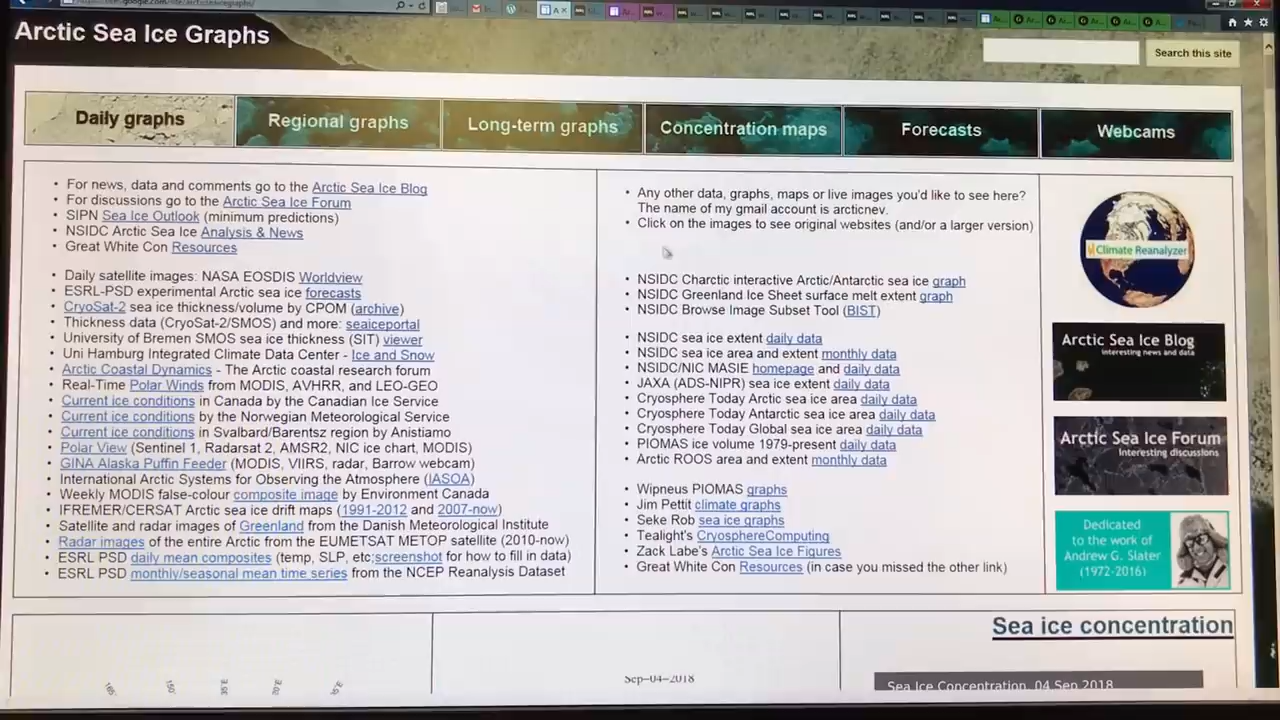 Arctic Sea Ice Graphs
Search this site
Daily graphs
Regional graphs
Long-term graphs
Concentration maps
Forecasts
Webcams
• For news, data and comments go to the Arctic Sea Ice Blog
• For discussions go to the Arctic Sea Ice Forum
• SIPN Sea Ice Outlook (minimum predictions)
• NSIDC Arctic Sea Ice Analysis & News
• Great White Con Resources
• Daily satellite images: NASA EOSDIS Worldview
• ESRL-PSD experimental Arctic sea ice forecasts
• CryoSat-2 sea ice thickness/volume by CPOM (archive)
• Thickness data (CryoSat-2/SMOS) and more: seaiceportal
• University of Bremen SMOS sea ice thickness (SIT) viewer
• Uni Hamburg Integrated Climate Data Center - Ice and Snow
• Arctic Coastal Dynamics - The Arctic coastal research forum
• Real-Time Polar Winds from MODIS, AVHRR, and LEO-GEO
• Current ice conditions in Canada by the Canadian Ice Service
• Current ice conditions by the Norwegian Meteorological Service
• Current ice conditions in Svalbard/Barentsz region by Anistiamo
• Polar View (Sentinel 1, Radarsat 2, AMSR2, NIC ice chart, MODIS)
• GINA Alaska Puffin Feeder (MODIS, VIIRS, radar, Barrow webcam)
• International Arctic Systems for Observing the Atmosphere (IASOA)
• Weekly MODIS false-colour composite image by Environment Canada
• IFREMER/CERSAT Arctic sea ice drift maps (1991-2012 and 2007-now)
• Satellite and radar images of Greenland from the Danish Meteorological Institute
• Radar images of the entire Arctic from the EUMETSAT METOP satellite (2010-now)
• ESRL PSD daily mean composites (temp, SLP, etc;screenshot for how to fill in data)
• ESRL PSD monthly/seasonal mean time series from the NCEP Reanalysis Dataset
• Any other data, graphs, maps or live images you'd like to see here?
The name of my gmail account is arcticnev.
• Click on the images to see original websites (and/or a larger version)
• NSIDC Charctic interactive Arctic/Antarctic sea ice graph
• NSIDC Greenland Ice Sheet surface melt extent graph
• NSIDC Browse Image Subset Tool (BIST)
• NSIDC sea ice extent daily data
• NSIDC sea ice area and extent monthly data
• NSIDC/NIC MASIE homepage and daily data
• JAXA (ADS-NIPR) sea ice extent daily data
• Cryosphere Today Arctic sea ice area daily data
• Cryosphere Today Antarctic sea ice area daily data
• Cryosphere Today Global sea ice area daily data
• PIOMAS ice volume 1979-present daily data
• Arctic ROOS area and extent monthly data
• Wipneus PIOMAS graphs
• Jim Pettit climate graphs
• Seke Rob sea ice graphs
• Tealight's CryosphereComputing
• Zack Labe's Arctic Sea Ice Figures
• Great White Con Resources (in case you missed the other link)
Climate Reanalyzer
Arctic Sea Ice Blog
Interesting news and data
Arctic Sea Ice Forum
Interesting discussions
Dedicated
to the work of
Andrew G. Slater
(1972-2016)
Sea ice concentration
Sep-04-2018
Sea Ice Concentration, 04 Sep 2018